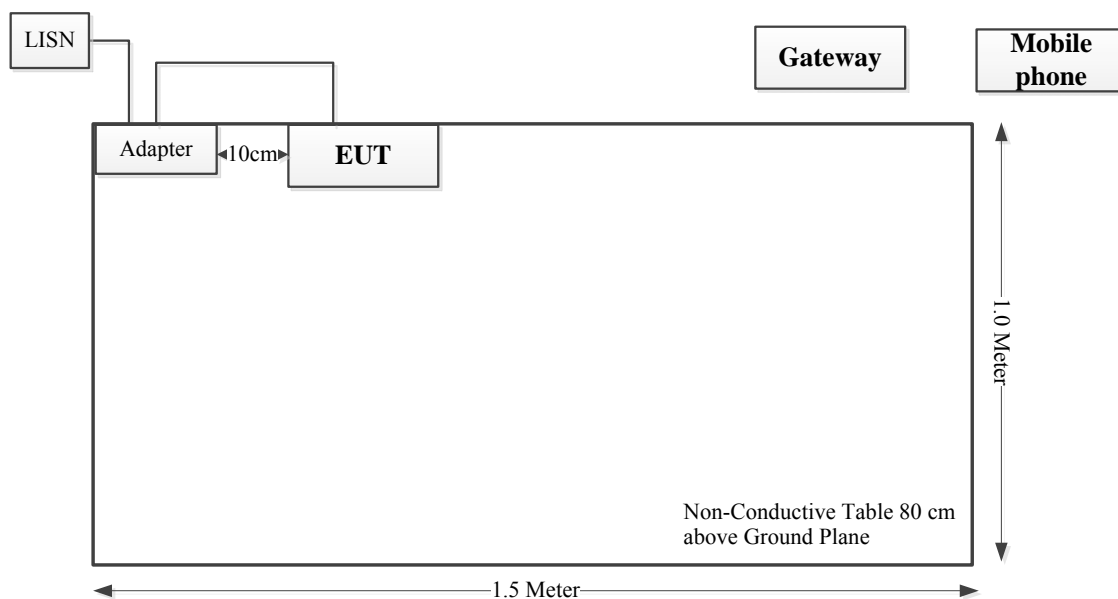 LISN
Gateway
Mobile
phone
Adapter
10cm
EUT
1.0 Meter
Non-Conductive Table 80 cm
above Ground Plane
1.5 Meter